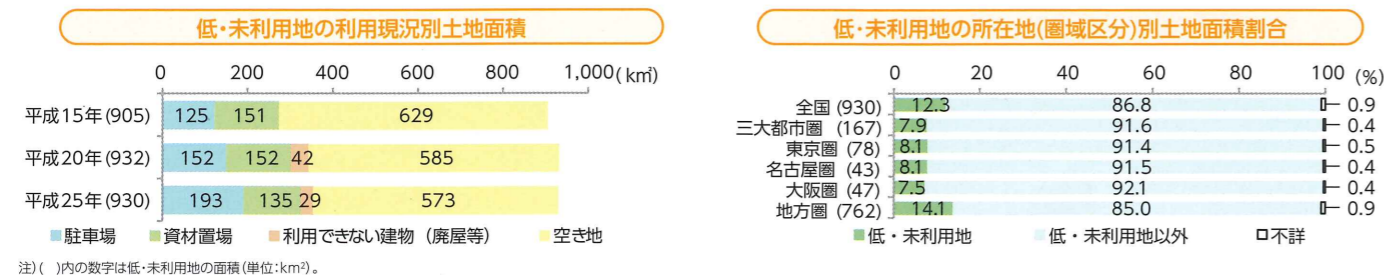 低・未利用地の利用現況別土地面積
0 200 400 600 800 1,000(k㎡)
平成15年(905) 125 151 629
平成20年(932) 152 152 42 585
平成25年(930) 193 135 29 573
駐車場 資材置場 利用できない建物（廃屋等） 空き地
注)( )内の数字は低・未利用地の面積(単位:km²)。
低・未利用地の所在地(圏域区分)別土地面積割合
0 20 40 60 80 100 (%)
全国(930) 12.3 86.8 0.9
三大都市圏 (167) 7.9 91.6 0.4
東京圏 (78) 8.1 91.4 0.5
名古屋圏 (43) 8.1 91.5 0.4
大阪圏 (47) 7.5 92.1 0.4
地方圏 (762) 14.1 85.0 0.9
低・未利用地 低・未利用地以外 不詳